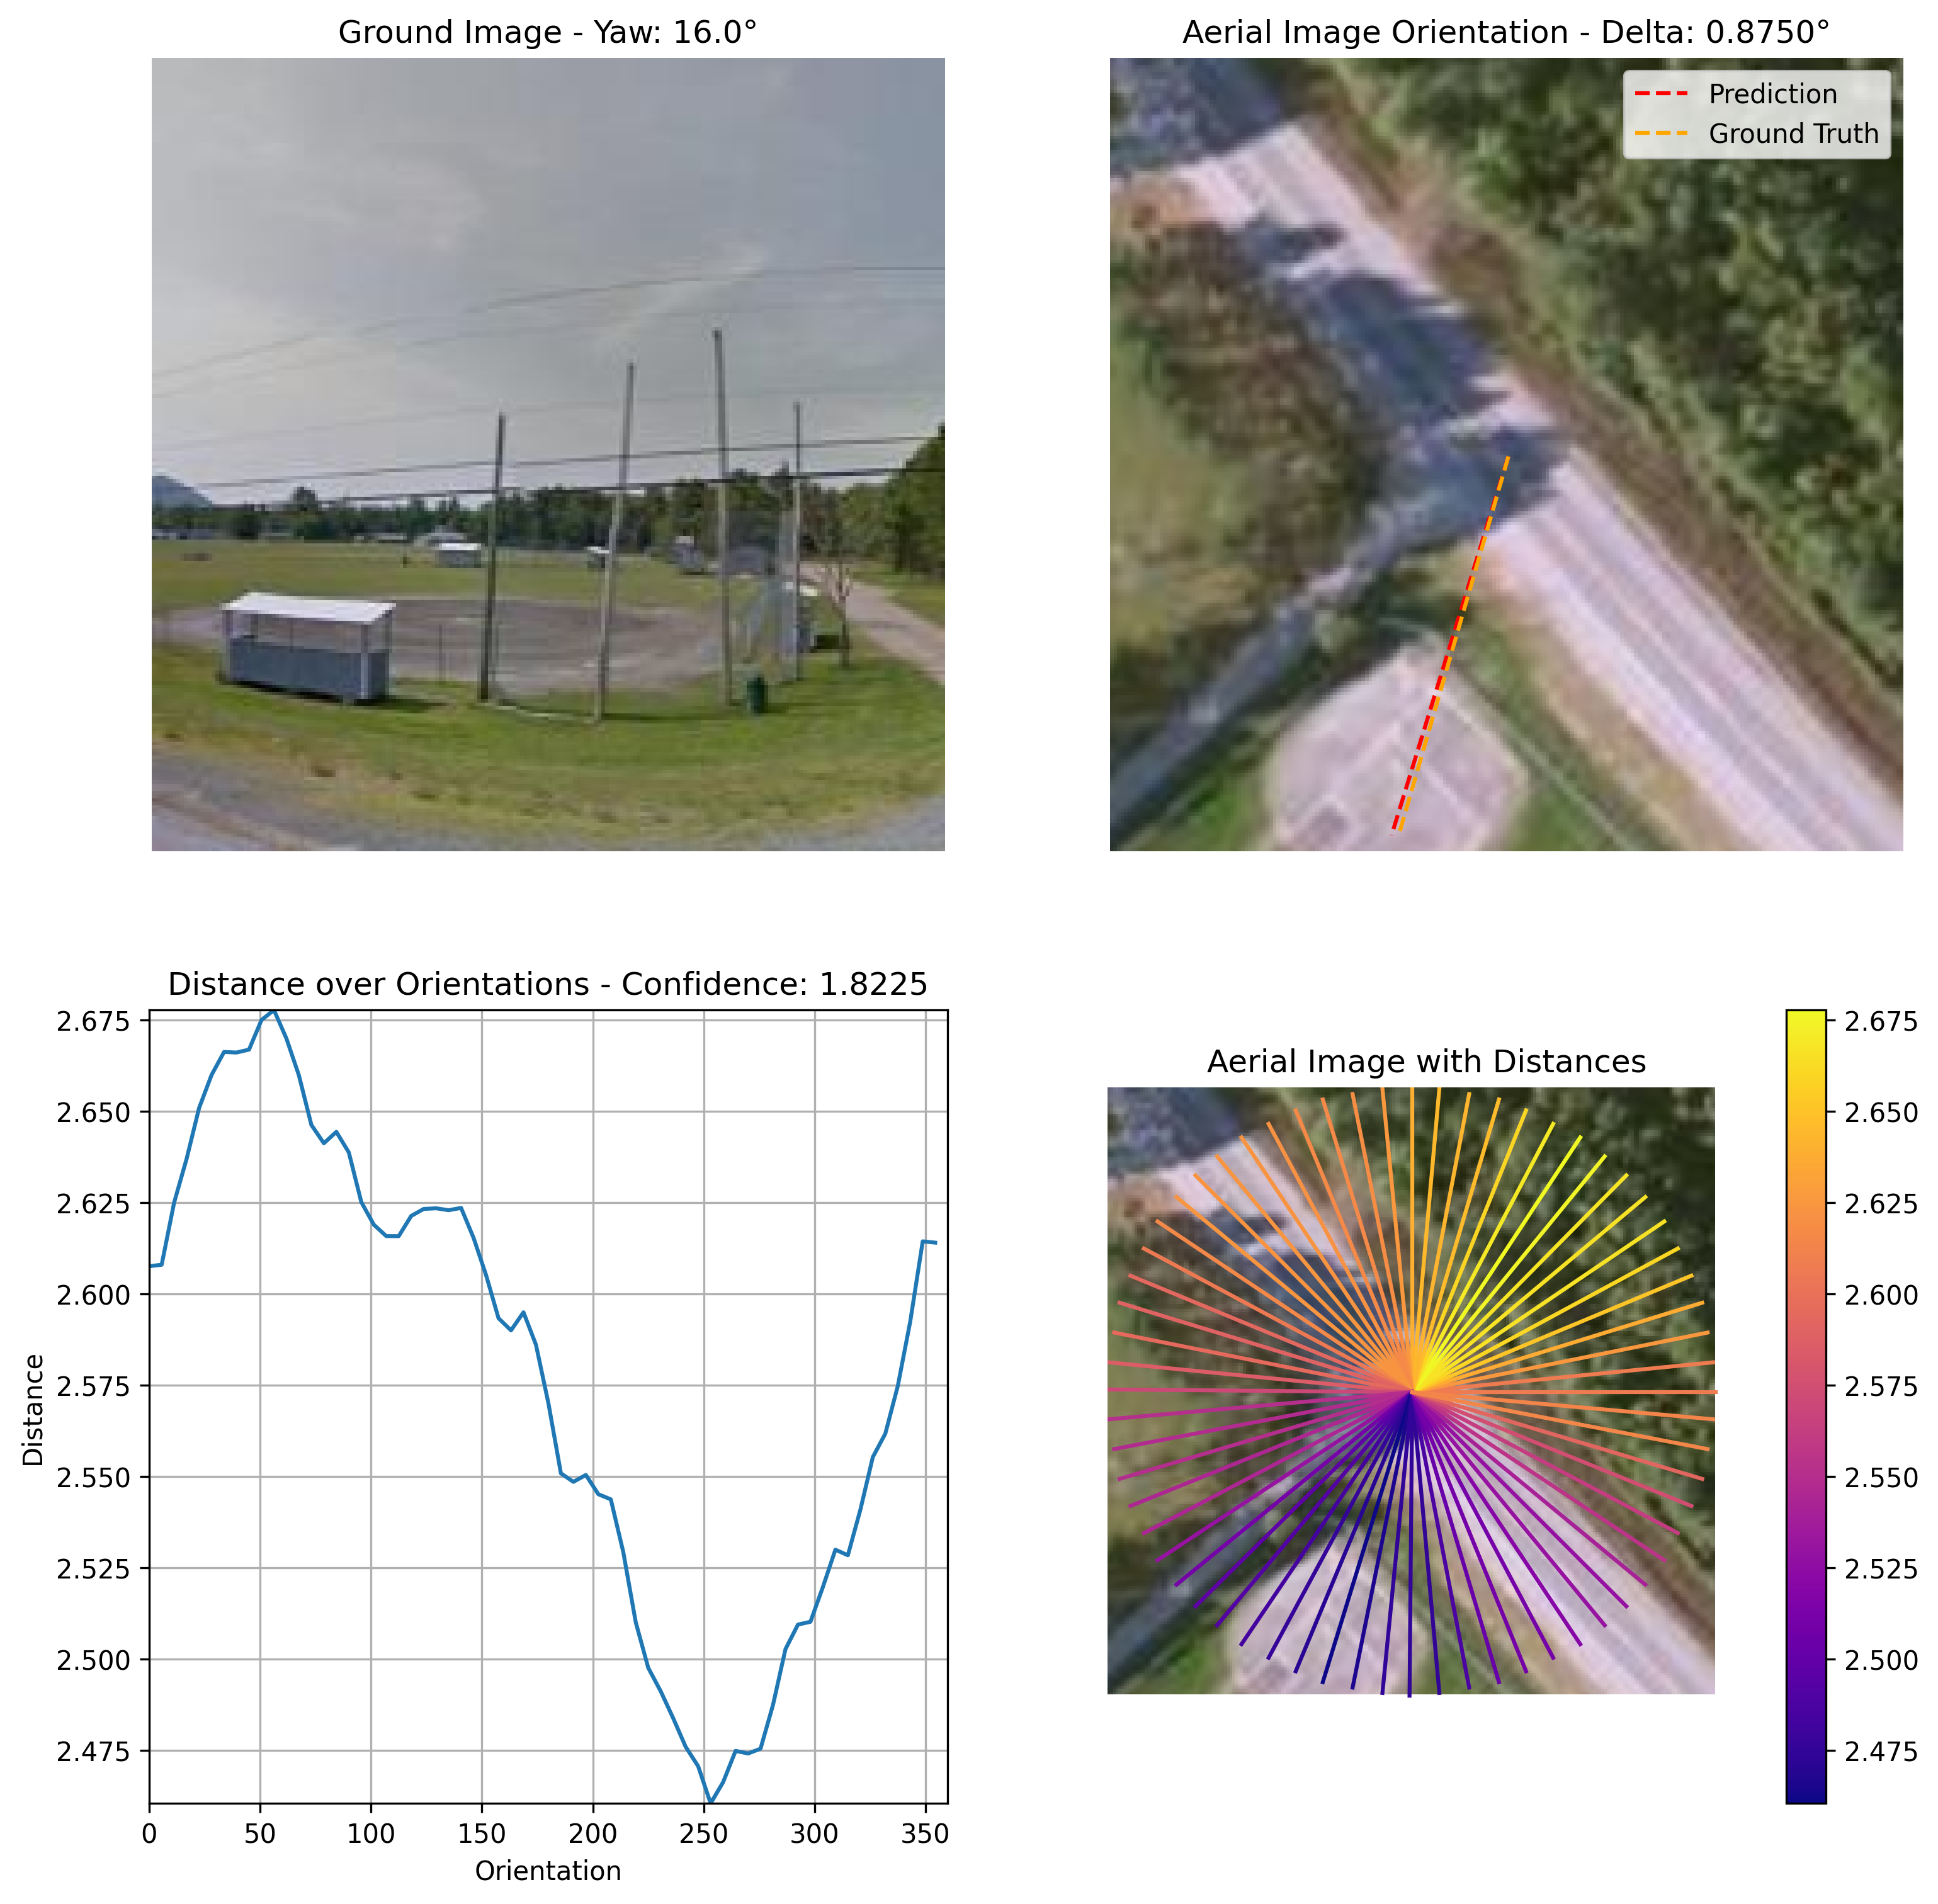 Ground Image - Yaw: 16.0°
Aerial Image Orientation - Delta: 0.8750°
Prediction
Ground Truth
Distance over Orientations - Confidence: 1.8225
2.675
2.650
2.625
2.600
2.575
2.550
2.525
2.500
2.475
Distance
0 50 100 150 200 250 300 350
Orientation
Aerial Image with Distances
2.675
2.650
2.625
2.600
2.575
2.550
2.525
2.500
2.475